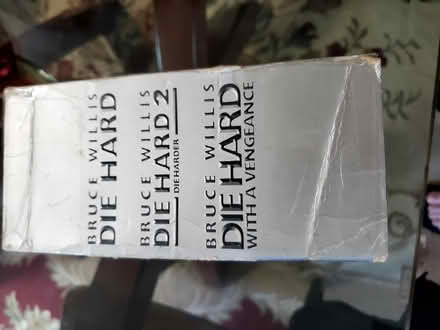 BRUCE WILLIS
DIE HARD
BRUCE WILLIS
DIE HARD 2
DIE HARDER
BRUCE WILLIS
DIE HARD
WITH A VENGEANCE